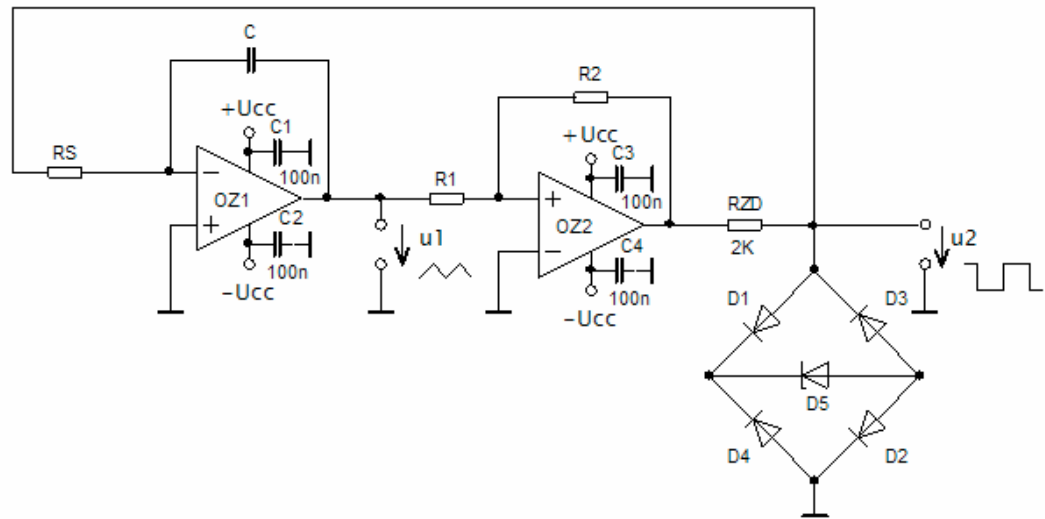 C
R2
+Ucc
C1
+Ucc
C3
RS
100n
R1
100n
RZD
OZ1
OZ2
C2
u1
C4
2K
u2
100n
100n
−Ucc
−Ucc
D1
D3
D5
D4
D2